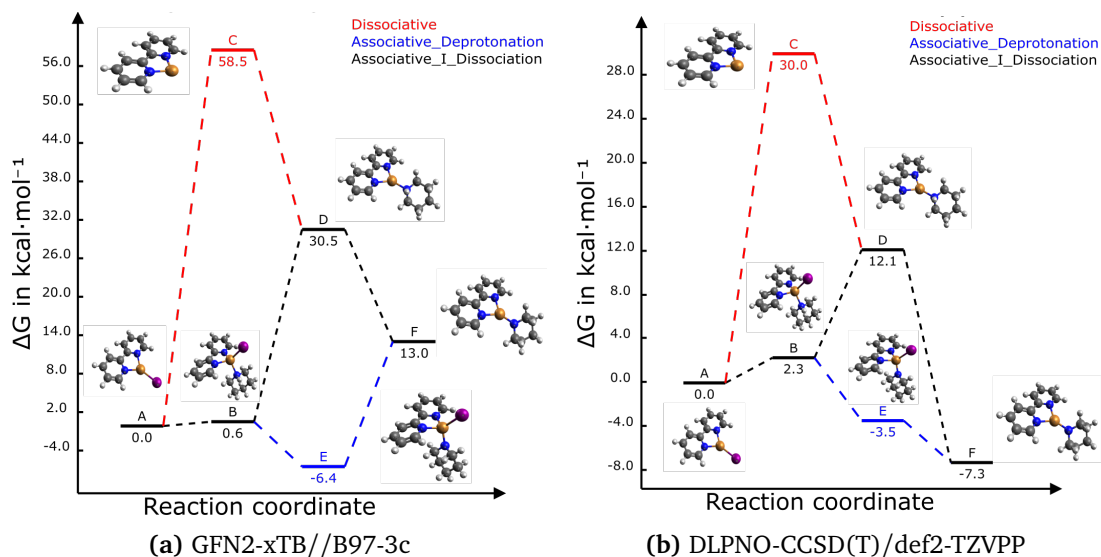 Dissociative
Associative_Deprotonation
Associative_I_Dissociation
ΔG in kcal·mol⁻¹
56.0
50.0
44.0
38.0
32.0
26.0
20.0
14.0
8.0
2.0
-4.0
C
58.5
D
30.5
F
13.0
A
0.0
B
0.6
E
-6.4
Reaction coordinate
(a) GFN2-xTB//B97-3c
Dissociative
Associative_Deprotonation
Associative_I_Dissociation
ΔG in kcal·mol⁻¹
28.0
24.0
20.0
16.0
12.0
8.0
4.0
0.0
-4.0
-8.0
C
30.0
D
12.1
B
2.3
A
0.0
E
-3.5
F
-7.3
Reaction coordinate
(b) DLPNO-CCSD(T)/def2-TZVPP